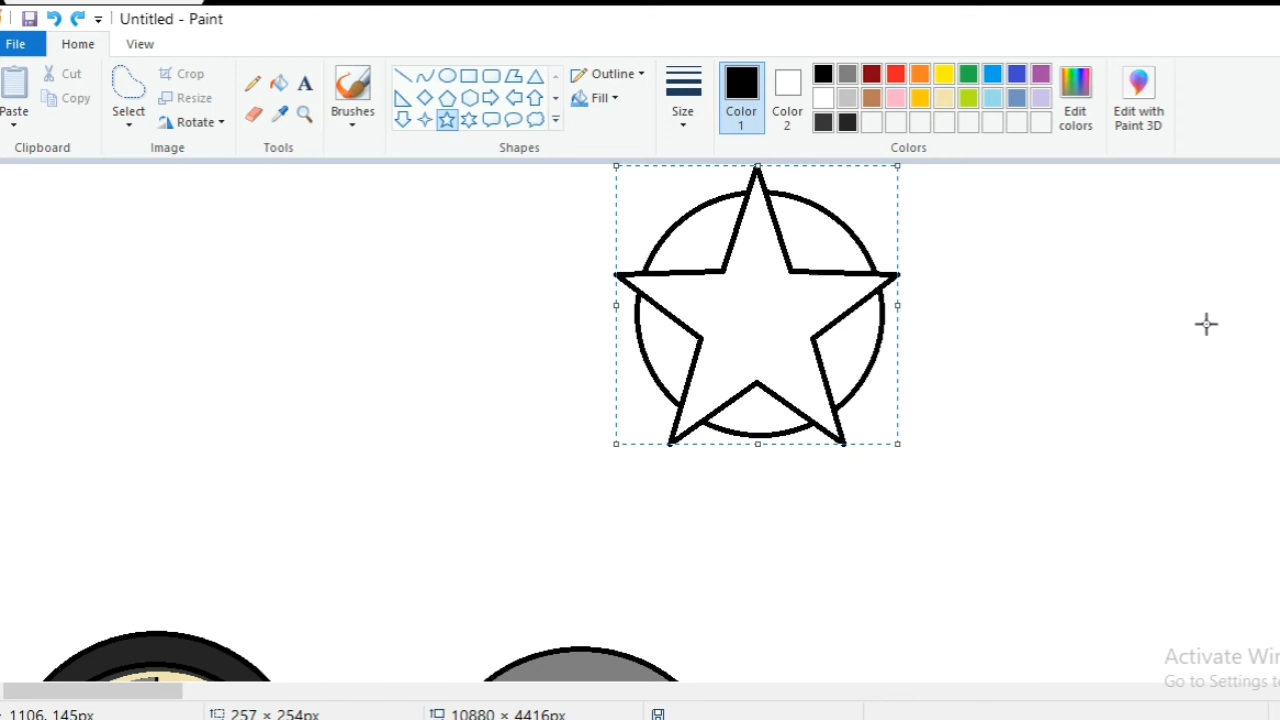 Untitled - Paint
File Home View
Cut
Copy
Paste
Clipboard
Crop
Resize
Rotate
Select
Image
A
Tools
Brushes
Outline
Fill
Shapes
Size
Color 1
Color 2
Edit colors
Colors
Edit with Paint 3D
Activate Win
Go to Settings t
1106, 145px 257 × 254px 10880 × 4416px